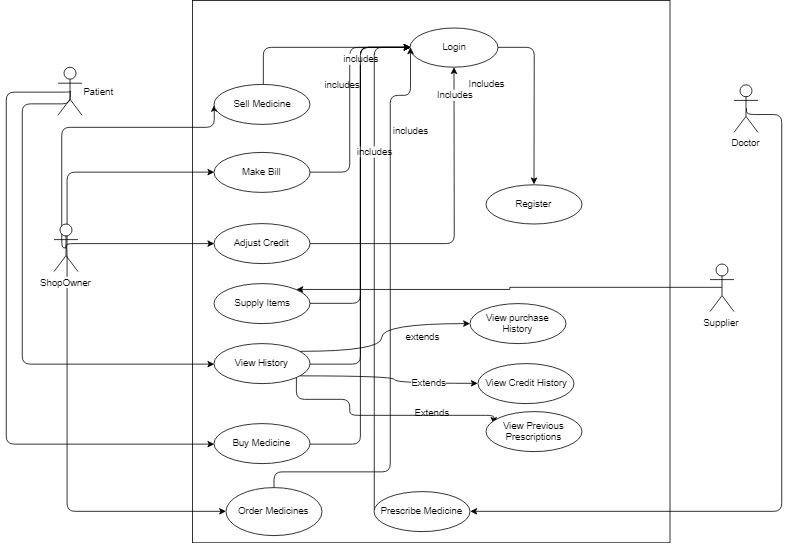 Login
includes
includes
Includes
Includes
Patient
Sell Medicine
includes
Doctor
includes
Make Bill
Register
Adjust Credit
ShopOwner
Supply Items
Supplier
View purchase
History
extends
View History
Extends
View Credit History
Extends
View Previous
Prescriptions
Buy Medicine
Order Medicines
Prescribe Medicine